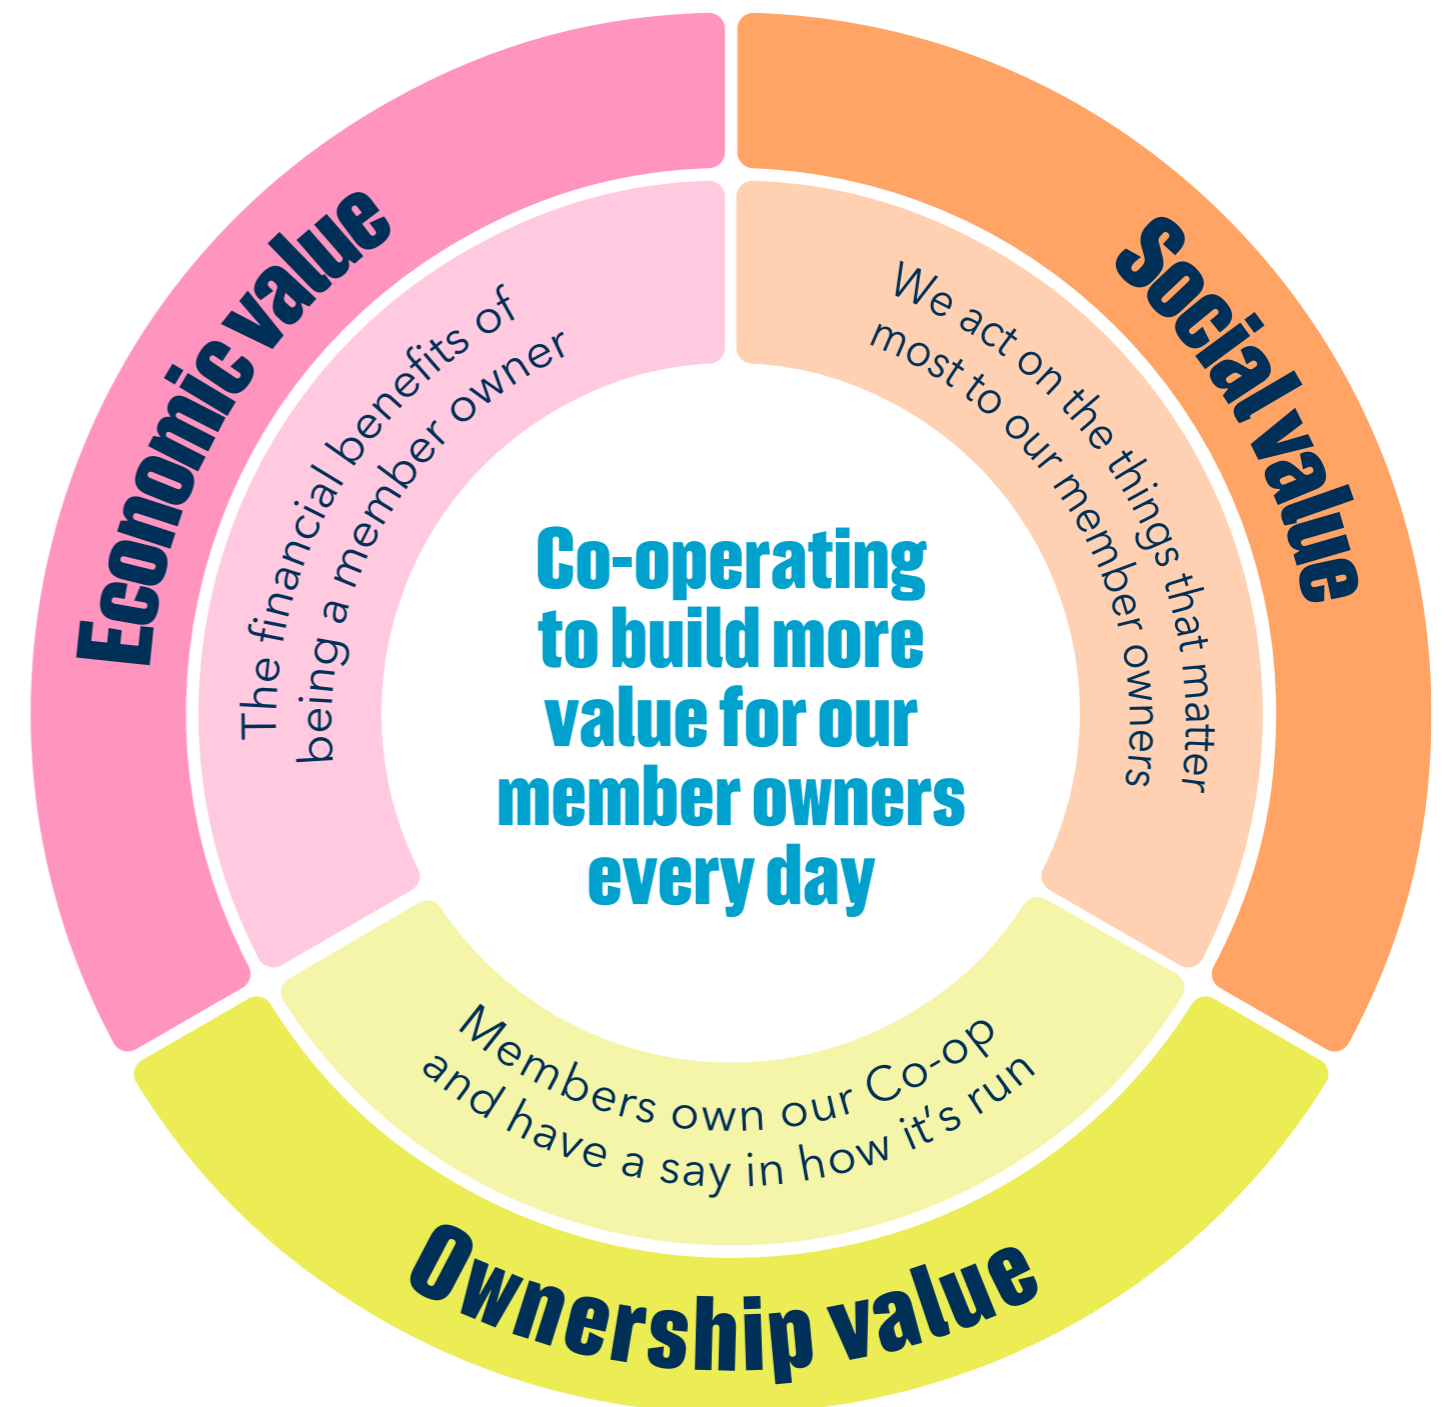 Economic value
The financial benefits of
being a member owner
Social value
We act on the things that matter
most to our member owners
Co-operating
to build more
value for our
member owners
every day
Members own our Co-op
and have a say in how it's run
Ownership value